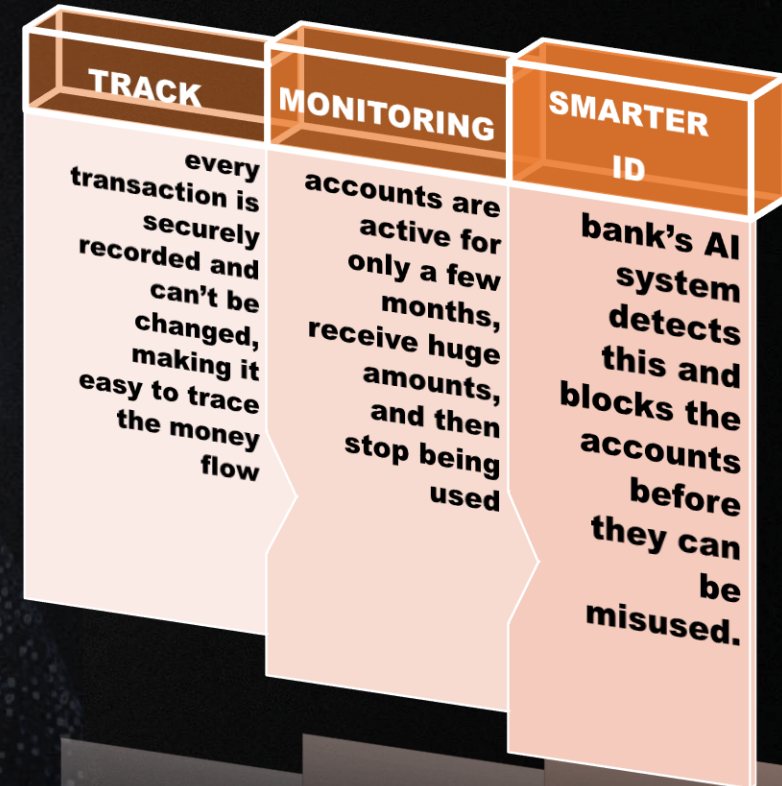 TRACK
every
transaction is
securely
recorded and
can’t be
changed,
making it
easy to trace
the money
flow
MONITORING
accounts are
active for
only a few
months,
receive huge
amounts,
and then
stop being
used
SMARTER
ID
bank’s AI
system
detects
this and
blocks the
accounts
before
they can
be
misused.